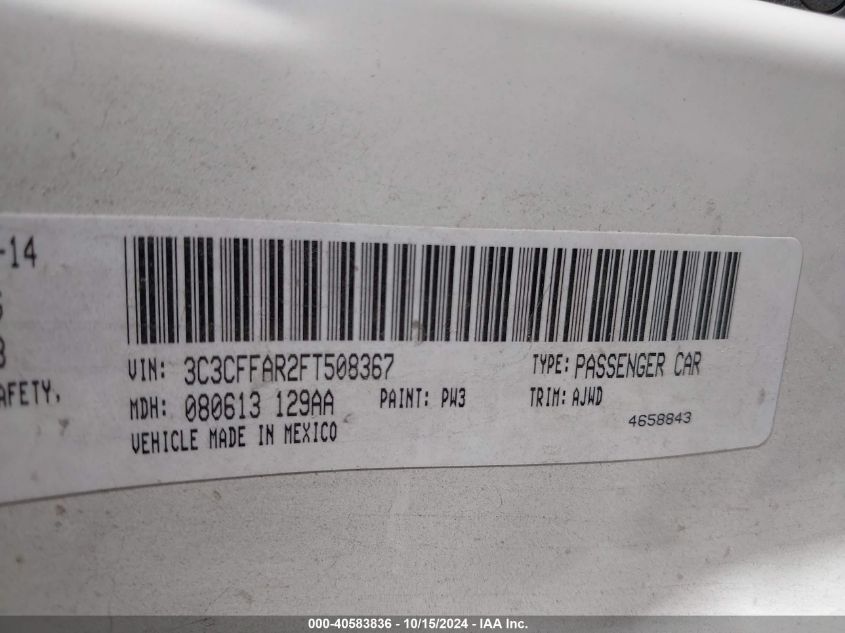 -14
VIN: 3C3CFFAR2FT508367 TYPE: PASSENGER CAR
AFETY,
MDH: 080613 129AA PAINT: PW3 TRIM: AJWD
VEHICLE MADE IN MEXICO 4658843
000-40583836 - 10/15/2024 - IAA Inc.